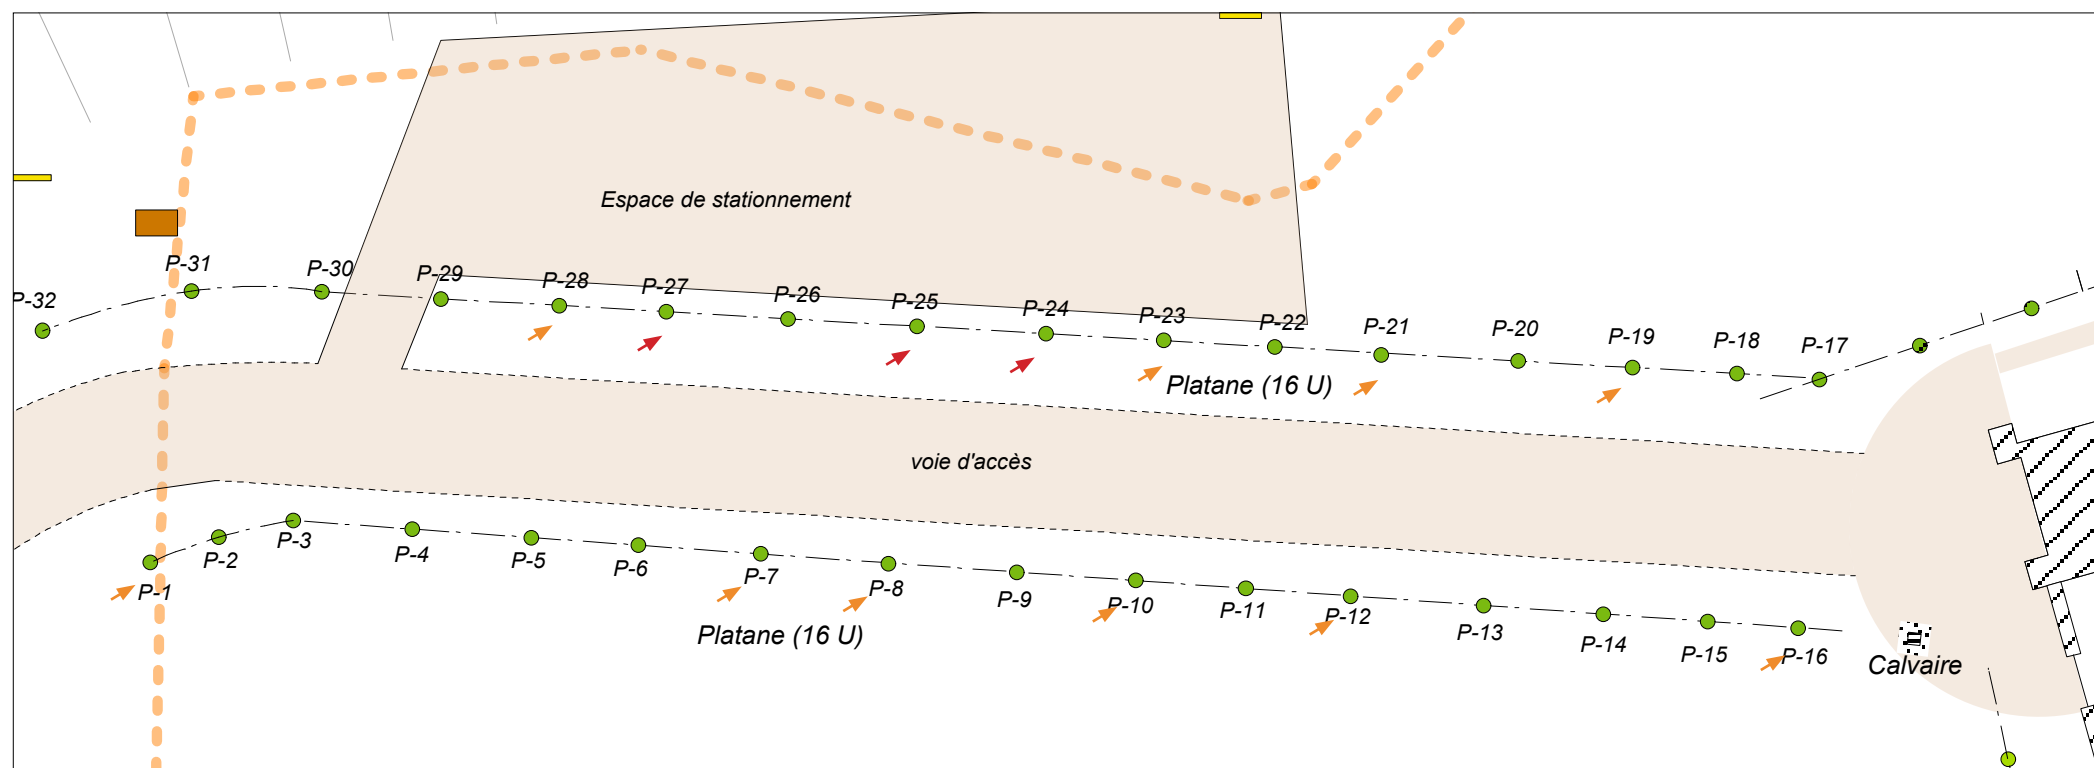 Espace de stationnement
P-31
P-30
P-29
P-28
P-27
P-26
P-25
P-24
P-23
P-22
P-21
P-20
P-19
P-18
P-17
P-32
Platane (16 U)
voie d'accès
P-1
P-2
P-3
P-4
P-5
P-6
P-7
P-8
P-9
P-10
P-11
P-12
P-13
P-14
P-15
P-16
Platane (16 U)
Calvaire